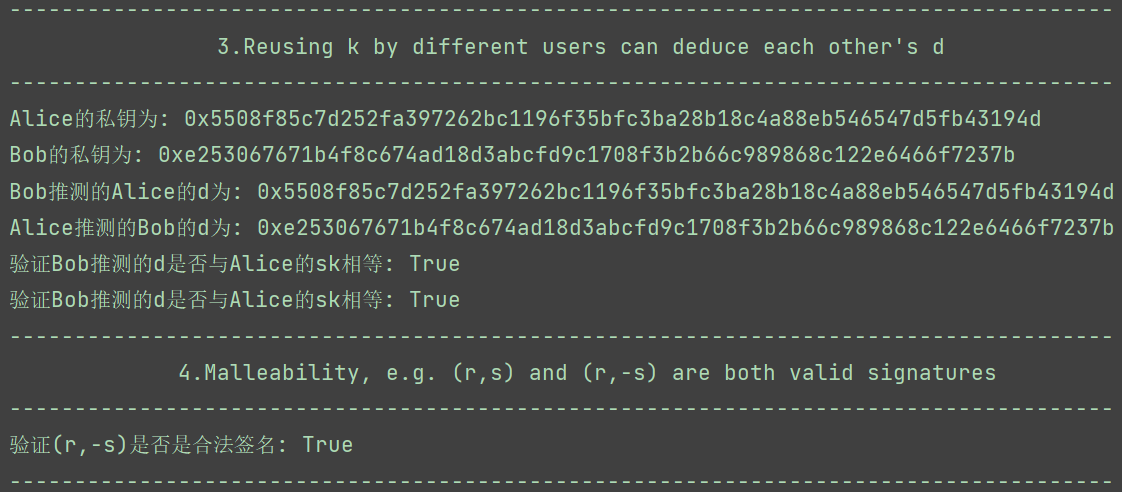 --------------------------------------------------------------------------------
3.Reusing k by different users can deduce each other's d
--------------------------------------------------------------------------------
Alice的私钥为: 0x5508f85c7d252fa397262bc1196f35bfc3ba28b18c4a88eb546547d5fb43194d
Bob的私钥为: 0xe253067671b4f8c674ad18d3abcfd9c1708f3b2b66c989868c122e6466f7237b
Bob推测的Alice的d为: 0x5508f85c7d252fa397262bc1196f35bfc3ba28b18c4a88eb546547d5fb43194d
Alice推测的Bob的d为: 0xe253067671b4f8c674ad18d3abcfd9c1708f3b2b66c989868c122e6466f7237b
验证Bob推测的d是否与Alice的sk相等: True
验证Bob推测的d是否与Alice的sk相等: True
--------------------------------------------------------------------------------
4.Malleability, e.g. (r,s) and (r,-s) are both valid signatures
--------------------------------------------------------------------------------
验证(r,-s)是否是合法签名: True
--------------------------------------------------------------------------------